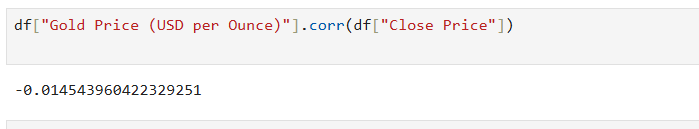 df["Gold Price (USD per Ounce)"].corr(df["Close Price"])
-0.014543960422329251